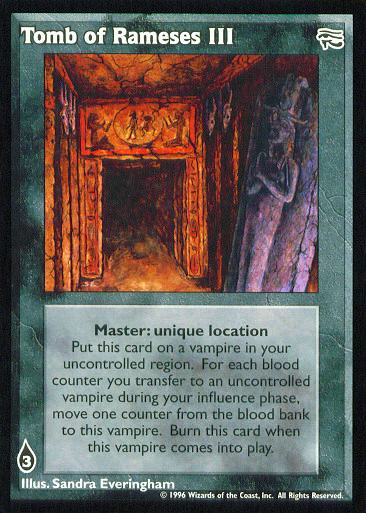 Tomb of Rameses III
Master: unique location
Put this card on a vampire in your
uncontrolled region. For each blood
counter you transfer to an uncontrolled
vampire during your influence phase,
move one counter from the blood bank
to this vampire. Burn this card when
this vampire comes into play.
3
Illus. Sandra Everingham
© 1996 Wizards of the Coast, Inc. All Rights Reserved.